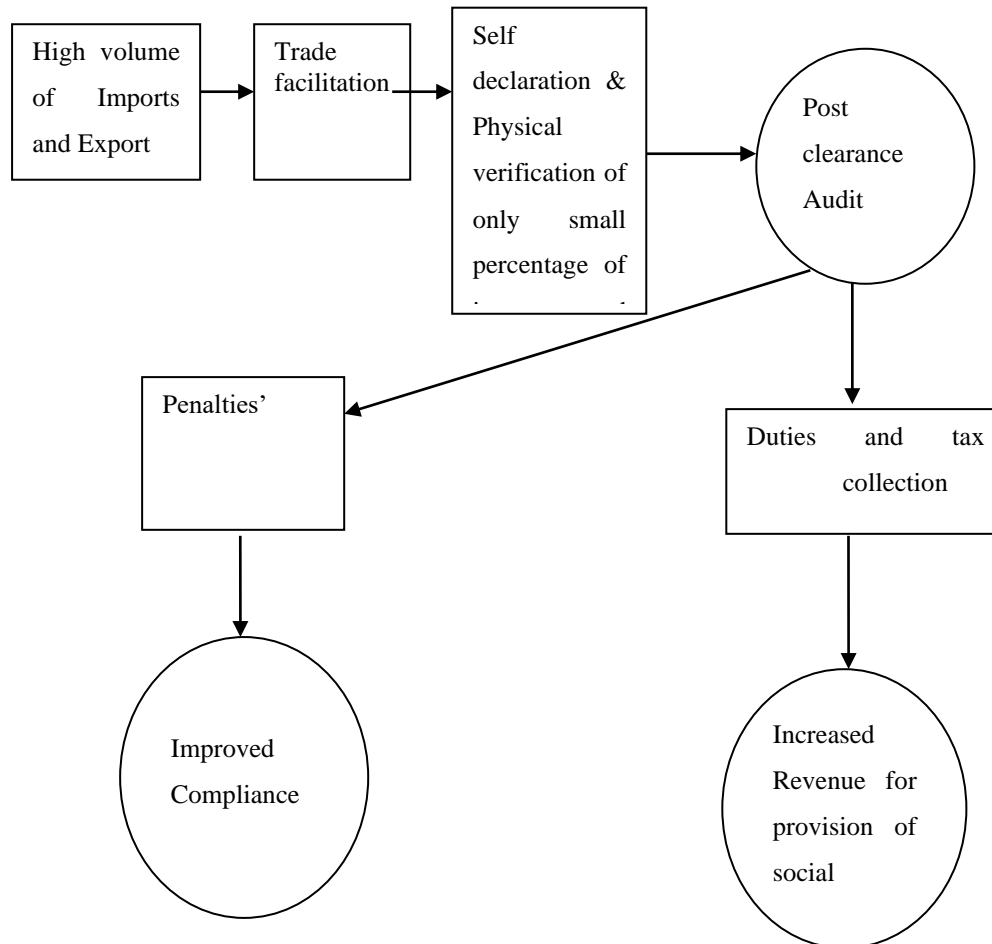 High volume
of Imports
and Export
Trade
facilitation
Self
declaration &
Physical
verification of
only small
percentage of
Post
clearance
Audit
Penalties’
Duties and tax
collection
Improved
Compliance
Increased
Revenue for
provision of
social